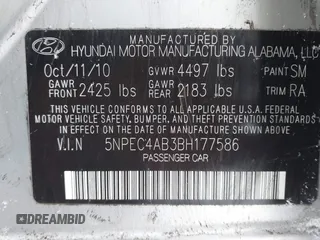 HYUNDAI MOTOR MANUFACTURING ALABAMA, LLC
Oct/11/10 GVWR 4497 lbs PAINT SM
GAWR FRONT 2425 lbs GAWR REAR 2183 lbs TRIM RA
THIS VEHICLE CONFORMS TO ALL APPLICABLE FEDERAL
MOTOR VEHICLE SAFETY, BUMPER, AND THEFT PREVENTION
STANDARDS IN EFFECT ON THE DATE OF MANUFACTURE
SHOWN ABOVE.
V.I.N 5NPEC4AB3BH177586
PASSENGER CAR
DREAMBID
DREAMBID.COM